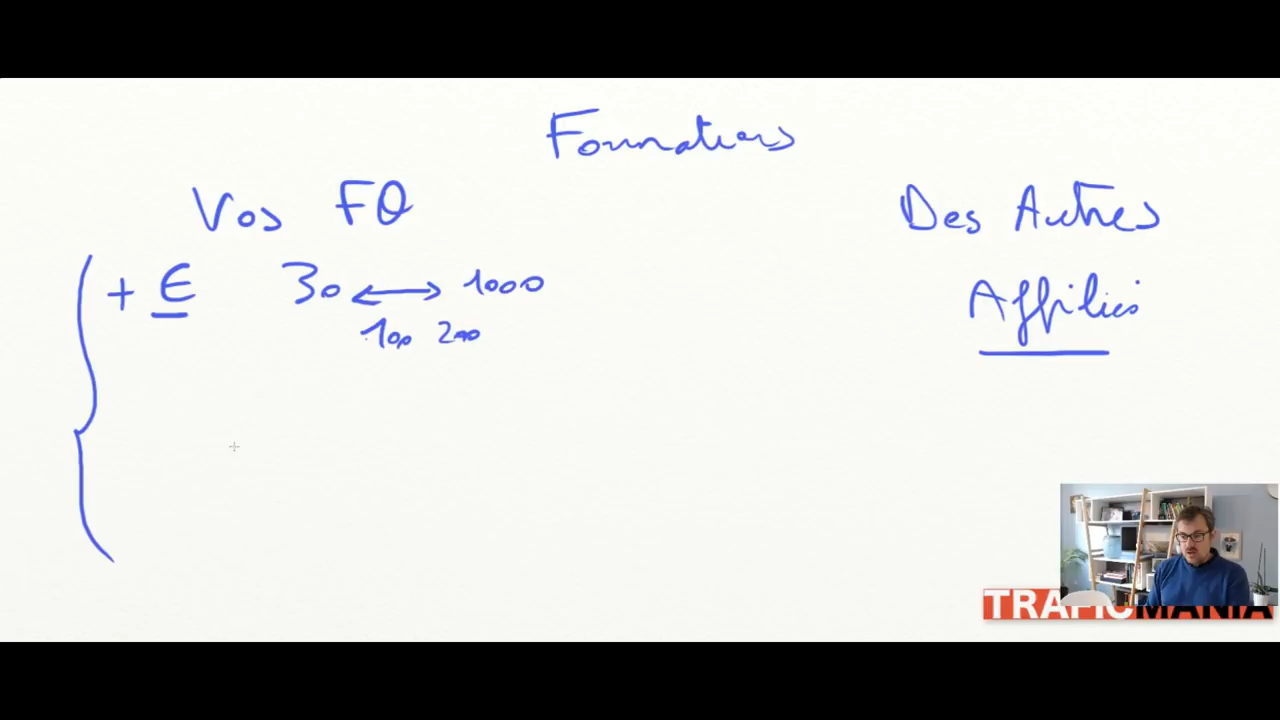 Formations
Vos FO
Des Autres
+ € 30 ↔ 1000
100 200
Affiliés
TRAFICMANIA